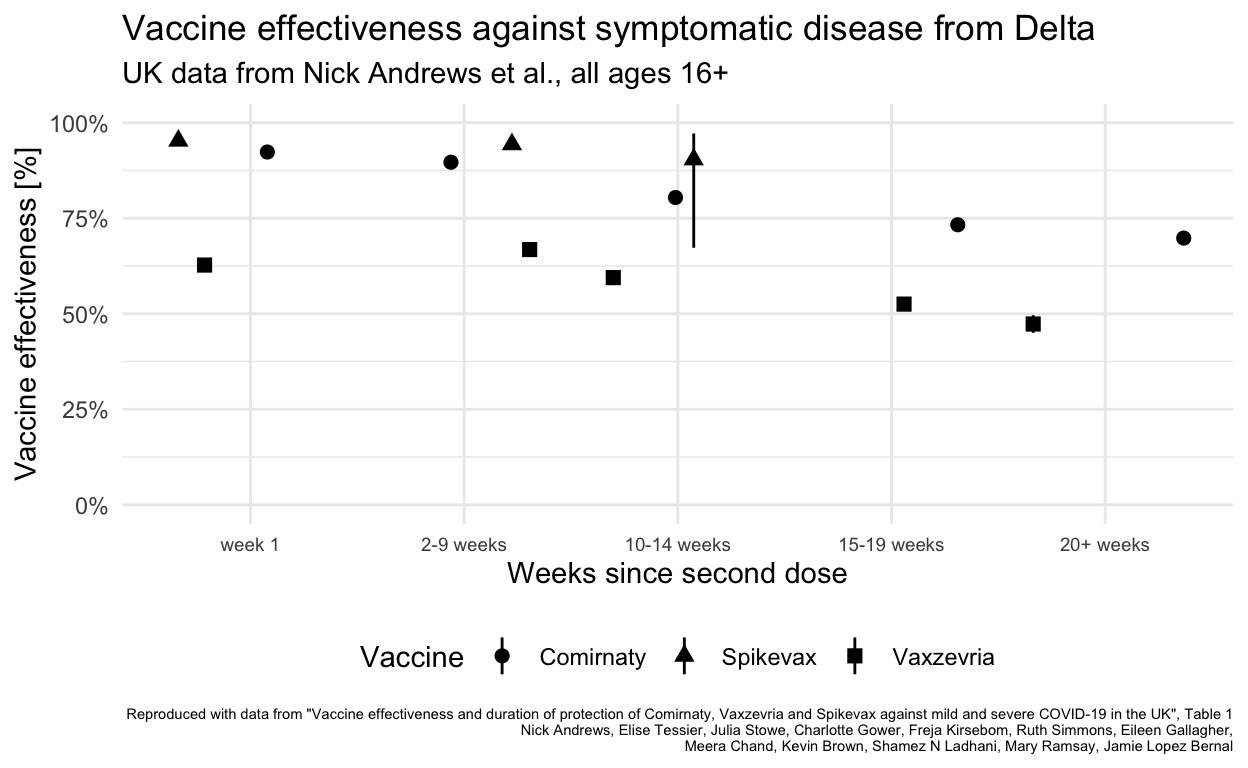 Vaccine effectiveness against symptomatic disease from Delta
UK data from Nick Andrews et al., all ages 16+
Vaccine effectiveness [%]
100%
75%
50%
25%
0%
week 1
2-9 weeks
10-14 weeks
15-19 weeks
20+ weeks
Weeks since second dose
Vaccine
Comirnaty
Spikevax
Vaxzevria
Reproduced with data from "Vaccine effectiveness and duration of protection of Comirnaty, Vaxzevria and Spikevax against mild and severe COVID-19 in the UK", Table 1
Nick Andrews, Elise Tessier, Julia Stowe, Charlotte Gower, Freja Kirsebom, Ruth Simmons, Eileen Gallagher,
Meera Chand, Kevin Brown, Shamez N Ladhani, Mary Ramsay, Jamie Lopez Bernal